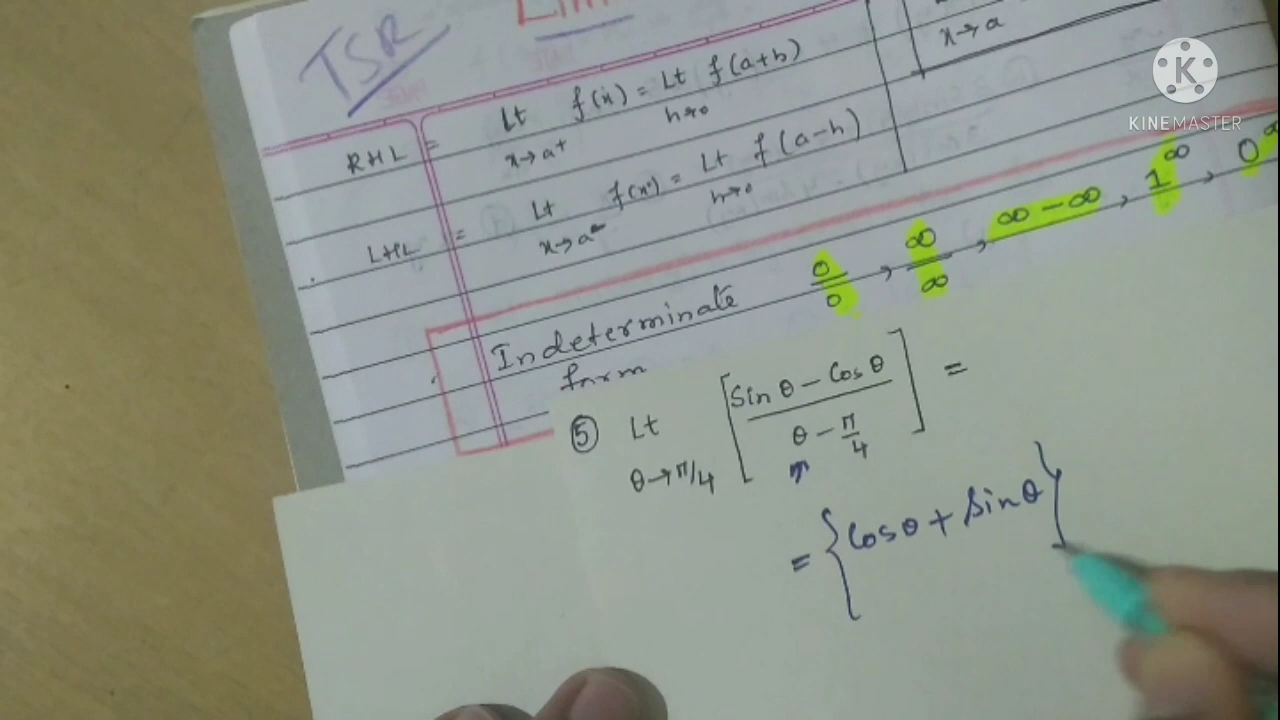 TSR
x→a
KINEMASTER
RHL = Lt f(x) = Lt f(a+h)
x→a⁺ h→0
LHL = Lt f(x) = Lt f(a-h)
x→a⁻ h→0
Indeterminate form 0/0, ∞/∞, ∞-∞, 1^∞, 0^
⑤ Lt [ (Sin θ - Cos θ) / (θ - π/4) ] =
θ→π/4
= { Cos θ + Sin θ }